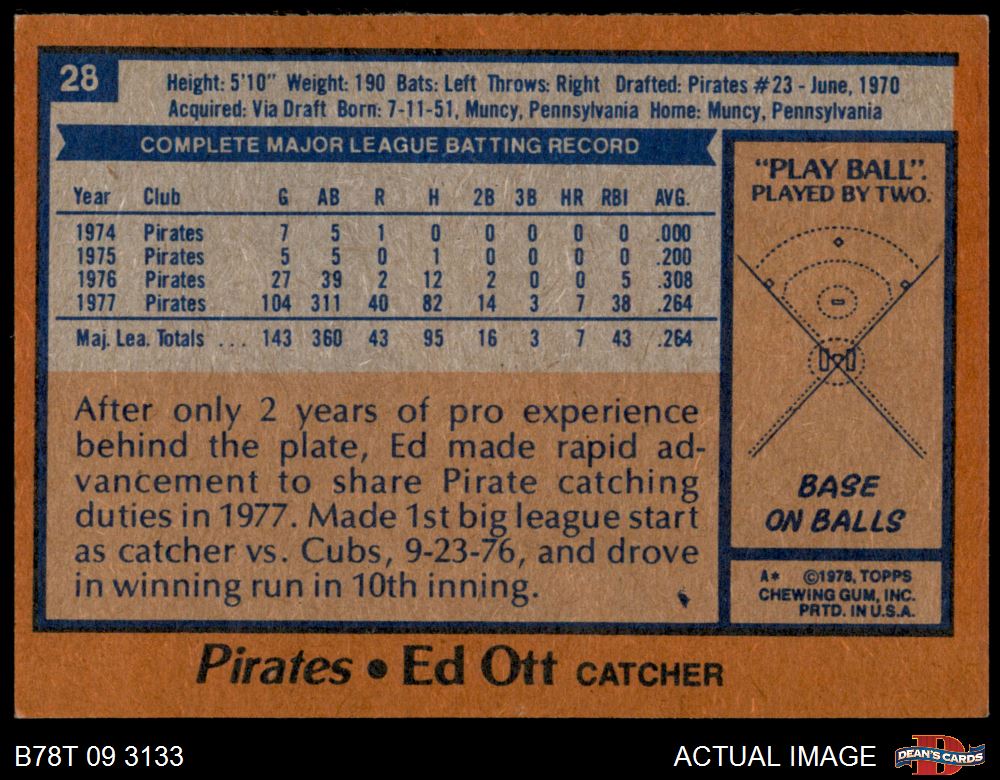 28
Height: 5'10" Weight: 190 Bats: Left Throws: Right Drafted: Pirates #23 - June, 1970
Acquired: Via Draft Born: 7-11-51, Muncy, Pennsylvania Home: Muncy, Pennsylvania
COMPLETE MAJOR LEAGUE BATTING RECORD
Year Club G AB R H 2B 3B HR RBI AVG.
1974 Pirates 7 5 1 0 0 0 0 0 .000
1975 Pirates 5 5 0 1 0 0 0 0 .200
1976 Pirates 27 39 2 12 2 0 0 5 .308
1977 Pirates 104 311 40 82 14 3 7 38 .264
Maj. Lea. Totals ... 143 360 43 95 16 3 7 43 .264
After only 2 years of pro experience
behind the plate, Ed made rapid ad-
vancement to share Pirate catching
duties in 1977. Made 1st big league start
as catcher vs. Cubs, 9-23-76, and drove
in winning run in 10th inning.
"PLAY BALL".
PLAYED BY TWO.
BASE
ON BALLS
A* ©1978, TOPPS
CHEWING GUM, INC.
PRTD. IN U.S.A.
Pirates • Ed Ott CATCHER
B78T 09 3133
ACTUAL IMAGE
DEAN'S CARDS